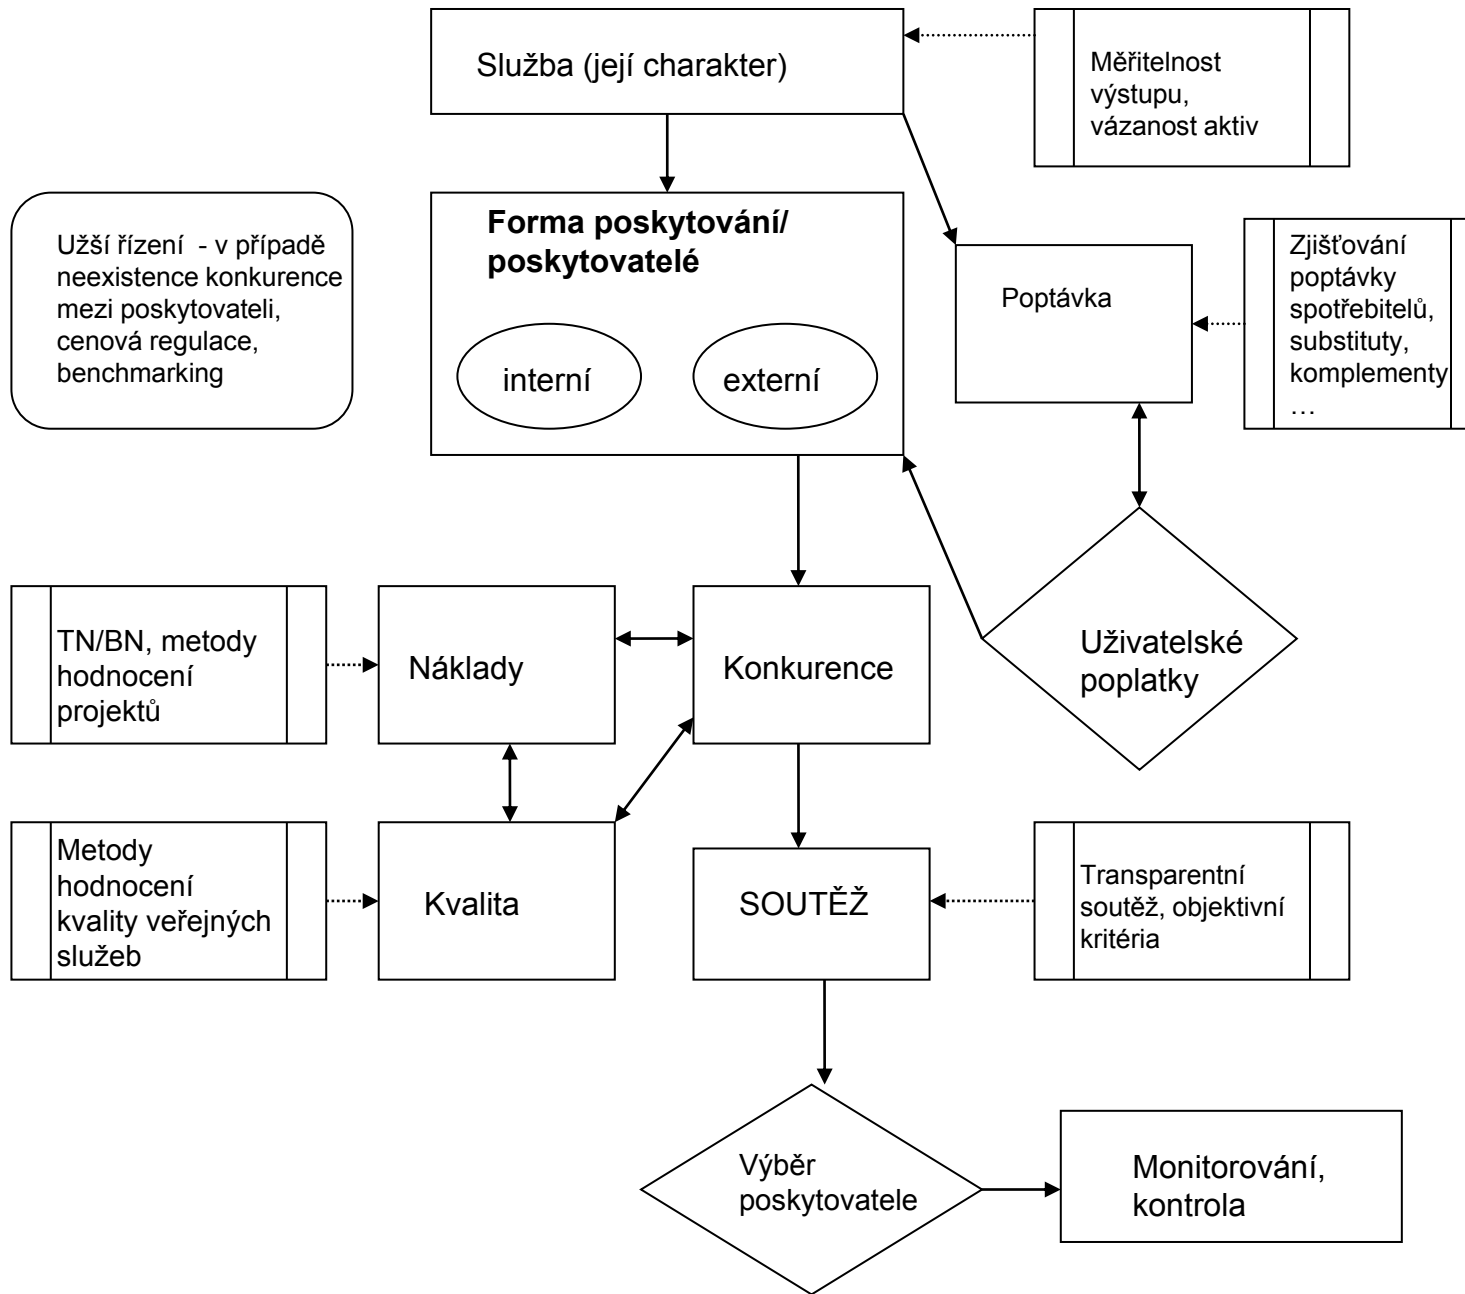 Služba (její charakter)
Měřitelnost
výstupu,
vázanost aktiv
Forma poskytování/
poskytovatelé
interní
externí
Užší řízení - v případě
neexistence konkurence
mezi poskytovateli,
cenová regulace,
benchmarking
Poptávka
Zjišťování
poptávky
spotřebitelů,
substituty,
komplementy
…
TN/BN, metody
hodnocení
projektů
Náklady
Konkurence
Uživatelské
poplatky
Metody
hodnocení
kvality veřejných
služeb
Kvalita
SOUTĚŽ
Transparentní
soutěž, objektivní
kritéria
Výběr
poskytovatele
Monitorování,
kontrola